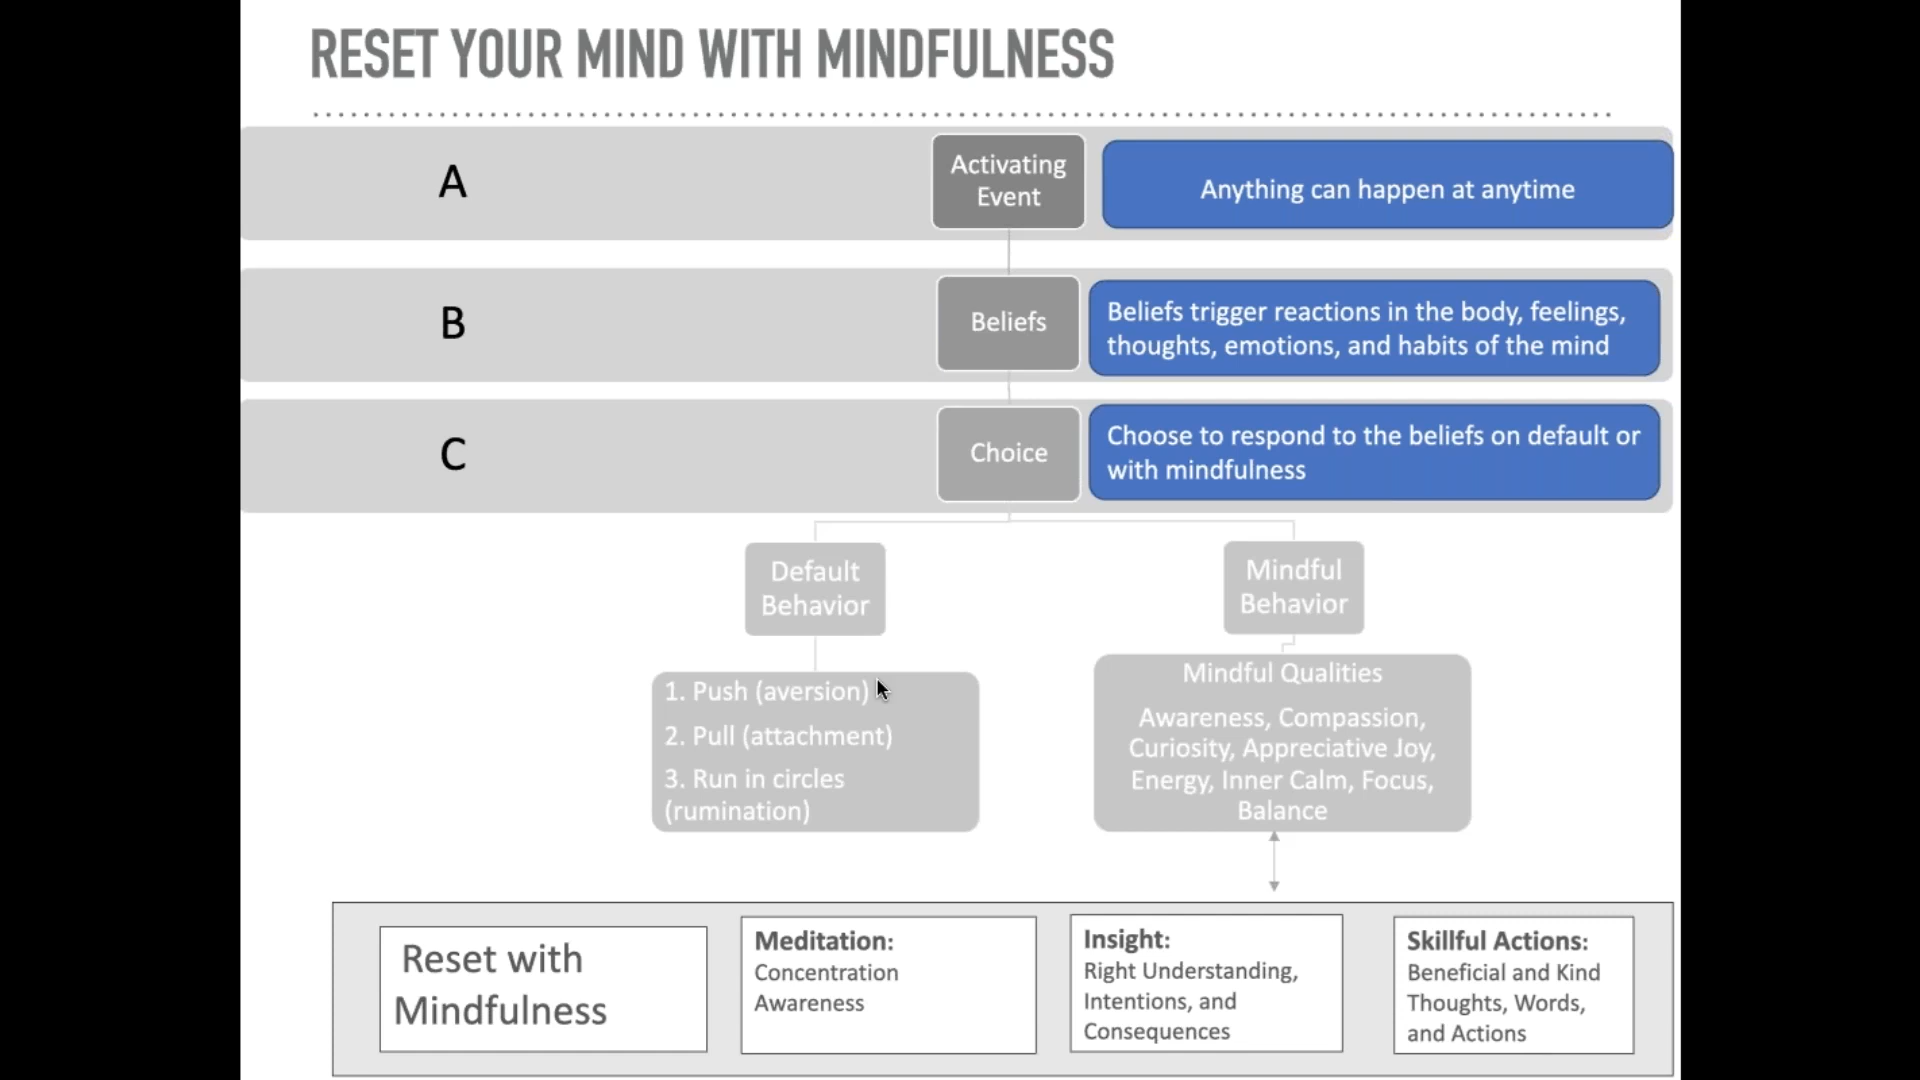 RESET YOUR MIND WITH MINDFULNESS
A
Activating
Event
Anything can happen at anytime
B
Beliefs
Beliefs trigger reactions in the body, feelings,
thoughts, emotions, and habits of the mind
C
Choice
Choose to respond to the beliefs on default or
with mindfulness
Default
Behavior
1. Push (aversion)
2. Pull (attachment)
3. Run in circles
(rumination)
Mindful
Behavior
Mindful Qualities
Awareness, Compassion,
Curiosity, Appreciative Joy,
Energy, Inner Calm, Focus,
Balance
Reset with
Mindfulness
Meditation:
Concentration
Awareness
Insight:
Right Understanding,
Intentions, and
Consequences
Skillful Actions:
Beneficial and Kind
Thoughts, Words,
and Actions